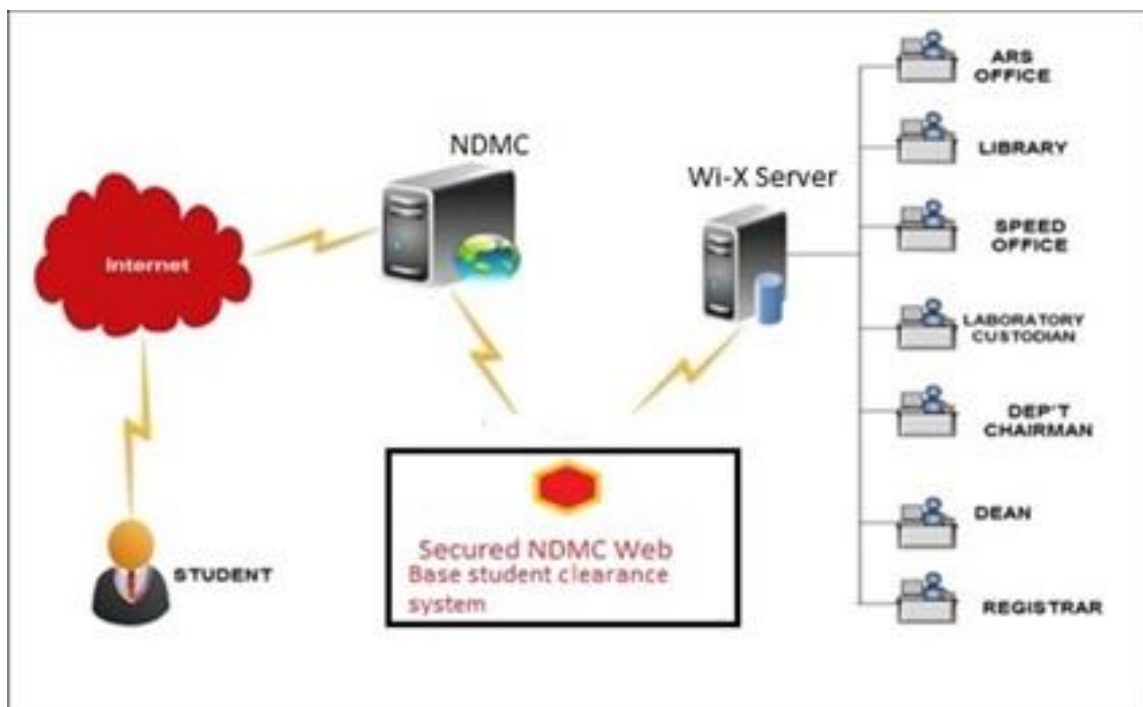 NDMC
Wi-X Server
Internet
STUDENT
Secured NDMC Web
Base student clearance
system
ARS
OFFICE
LIBRARY
SPEED
OFFICE
LABORATORY
CUSTODIAN
DEP'T
CHAIRMAN
DEAN
REGISTRAR